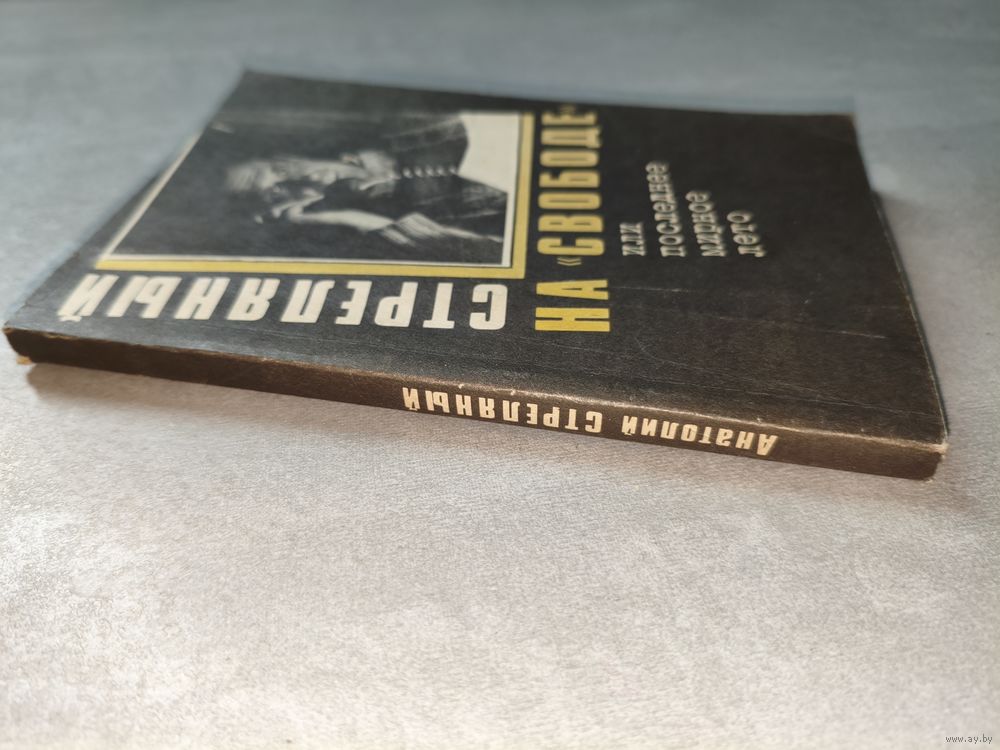 СТРЕЛЯНЫЙ
НА «СВОБОДЕ»
или
последнее
мирное
лето
Анатолий СТРЕЛЯНЫЙ
www.ay.by